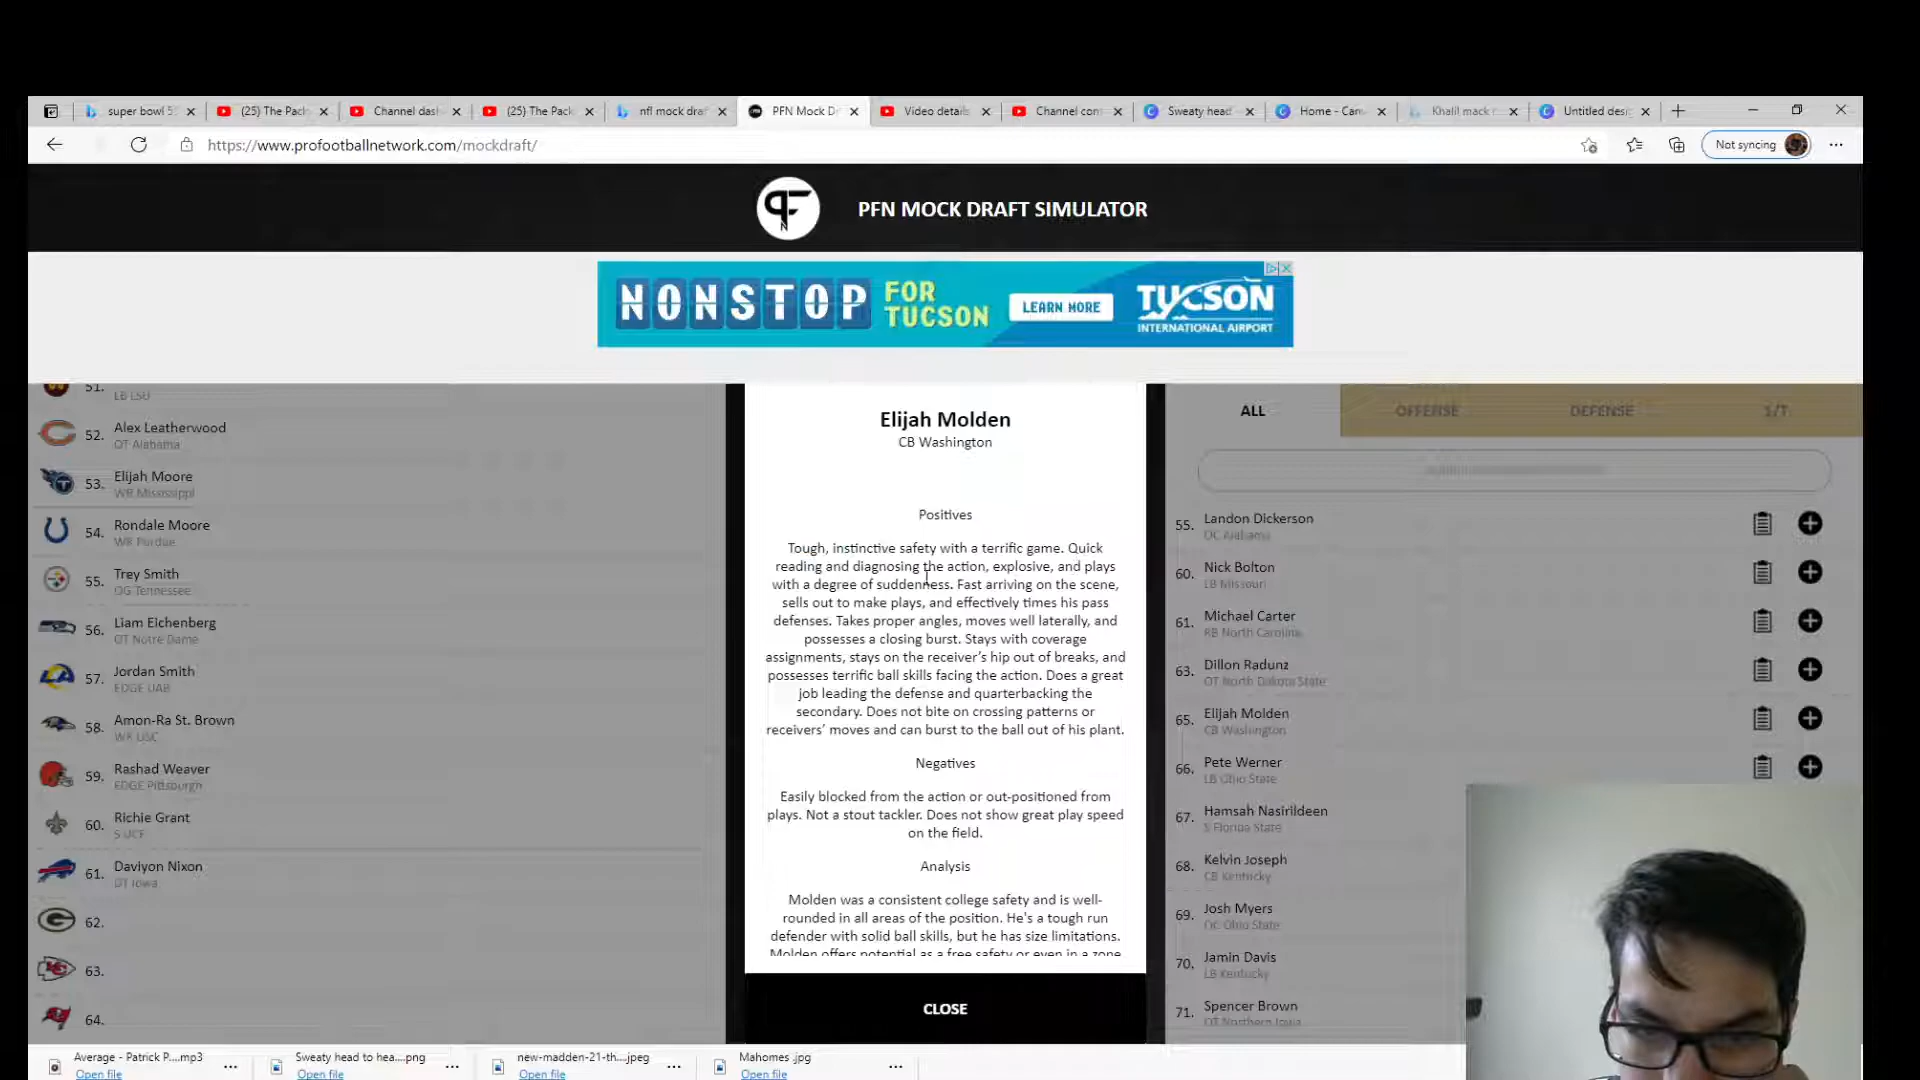 super bowl 5
(25) The Pack
Channel dash
(25) The Pack
nfl mock draf
PFN Mock Dr
Video details
Channel con
Sweaty head
Home - Can
Khalil mack
Untitled desi
https://www.profootballnetwork.com/mockdraft/
Not syncing
PFN MOCK DRAFT SIMULATOR
NONSTOP FOR TUCSON
LEARN MORE
TUCSON
INTERNATIONAL AIRPORT
51.
LB LSU
52. Alex Leatherwood
OT Alabama
53. Elijah Moore
WR Mississippi
54. Rondale Moore
WR Purdue
55. Trey Smith
OG Tennessee
56. Liam Eichenberg
OT Notre Dame
57. Jordan Smith
EDGE UAB
58. Amon-Ra St. Brown
WR USC
59. Rashad Weaver
EDGE Pittsburgh
60. Richie Grant
S UCF
61. Daviyon Nixon
DT Iowa
62.
63.
64.
Elijah Molden
CB Washington
Positives
Tough, instinctive safety with a terrific game. Quick
reading and diagnosing the action, explosive, and plays
with a degree of suddenness. Fast arriving on the scene,
sells out to make plays, and effectively times his pass
defenses. Takes proper angles, moves well laterally, and
possesses a closing burst. Stays with coverage
assignments, stays on the receiver's hip out of breaks, and
possesses terrific ball skills facing the action. Does a great
job leading the defense and quarterbacking the
secondary. Does not bite on crossing patterns or
receivers' moves and can burst to the ball out of his plant.
Negatives
Easily blocked from the action or out-positioned from
plays. Not a stout tackler. Does not show great play speed
on the field.
Analysis
Molden was a consistent college safety and is well-
rounded in all areas of the position. He's a tough run
defender with solid ball skills, but he has size limitations.
Molden offers potential as a free safety or even in a zone
CLOSE
ALL
OFFENSE
DEFENSE
S/T
55. Landon Dickerson
OC Alabama
60. Nick Bolton
LB Missouri
61. Michael Carter
RB North Carolina
63. Dillon Radunz
OT North Dakota State
65. Elijah Molden
CB Washington
66. Pete Werner
LB Ohio State
67. Hamsah Nasirildeen
S Florida State
68. Kelvin Joseph
CB Kentucky
69. Josh Myers
OC Ohio State
70. Jamin Davis
LB Kentucky
71. Spencer Brown
OT Northern Iowa
Average - Patrick P....mp3
Open file
Sweaty head to hea....png
Open file
new-madden-21-th....jpeg
Open file
Mahomes .jpg
Open file